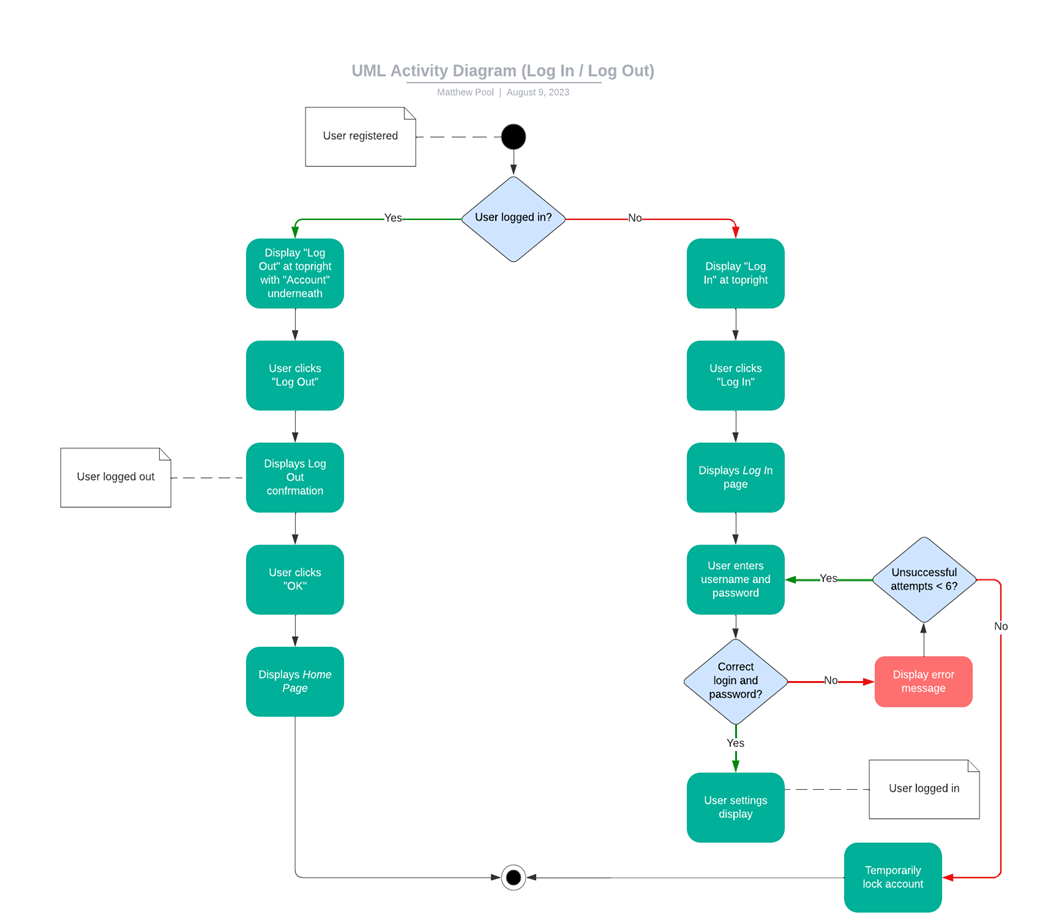 UML Activity Diagram (Log In / Log Out)
Matthew Pool | August 9, 2023
User registered
User logged in?
Yes
No
Display "Log
Out" at topright
with "Account"
underneath
Display "Log
In" at topright
User clicks
"Log Out"
User clicks
"Log In"
User logged out
Displays Log
Out
confrmation
Displays Log In
page
User clicks
"OK"
User enters
username and
password
Yes
Unsuccessful
attempts < 6?
No
Displays Home
Page
Correct
login and
password?
No
Display error
message
Yes
User settings
display
User logged in
Temporarily
lock account